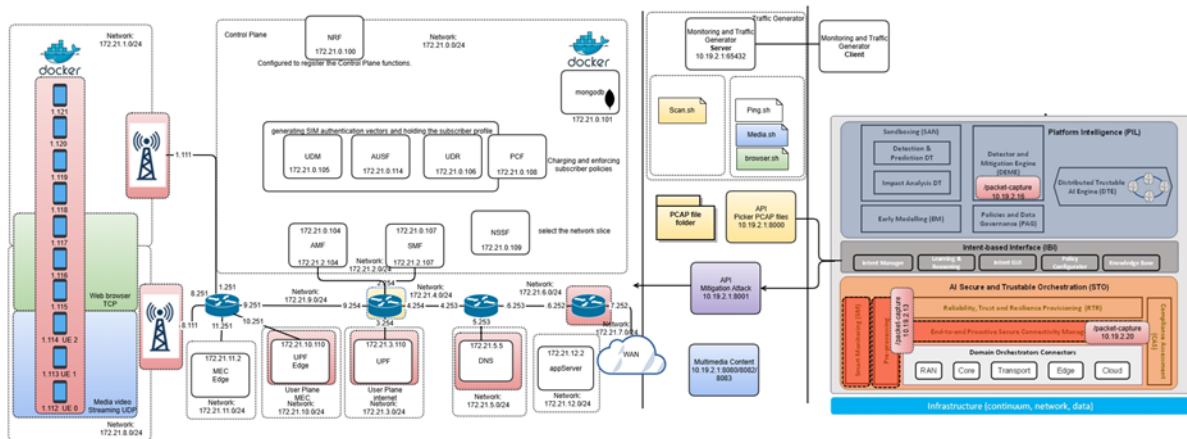 Network:
172.21.1.0/24
docker
1.121
1.120
1.119
1.118
1.117
1.116
1.115
1.114 UE 2
1.113 UE 1
1.112 UE 0
Web browser
TCP
Media video
Streaming UDP
Network:
172.21.8.0/24
1.111
8.111
Control Plane
NRF
172.21.0.100
Network:
172.21.0.0/24
Configured to register the Control Plane functions.
docker
mongodb
172.21.0.101
generating SIM authentication vectors and holding the subscriber profile
UDM
172.21.0.105
AUSF
172.21.0.114
UDR
172.21.0.106
PCF
172.21.0.108
Charging and enforcing
subscriber policies
172.21.0.104
AMF
172.21.2.104
172.21.0.107
SMF
172.21.2.107
NSSF
172.21.0.109
select the network slice
Network:
172.21.2.0/24
2.254
1.251
8.251
9.251
11.251
10.251
Network:
172.21.9.0/24
9.254
3.254
4.254
Network:
172.21.4.0/24
4.253
5.253
6.253
Network:
172.21.6.0/24
6.252
7.252
Network:
172.21.7.0/24
WAN
172.21.11.2
MEC
Edge
Network:
172.21.11.0/24
172.21.10.110
UPF
Edge
User Plane
MEC
Network:
172.21.10.0/24
172.21.3.110
UPF
User Plane
internet
Network:
172.21.3.0/24
172.21.5.5
DNS
Network:
172.21.5.0/24
172.21.12.2
appServer
Network:
172.21.12.0/24
Traffic Generator
Monitoring and Traffic
Generator
Server
10.19.2.1:65432
Monitoring and Traffic
Generator
Client
Scan.sh
Ping.sh
Media.sh
browser.sh
PCAP file
folder
API
Picker PCAP files
10.19.2.1:8000
API
Mitigation Attack
10.19.2.1:8001
Multimedia Content
10.19.2.1:8080/8082/
8083
Platform Intelligence (PIL)
Sandboxing (SAN)
Detection &
Prediction DT
Impact Analysis DT
Early Modelling (EM)
Detector and
Mitigation Engine
(DEME)
/packet-capture
10.19.2.16
Policies and Data
Governance (PAG)
Distributed Trustable
AI Engine (DTE)
Intent-based Interface (IBI)
Intent Manager
Learning &
Reasoning
Intent GUI
Policy
Configurator
Knowledge Base
AI Secure and Trustable Orchestration (STO)
Reliability, Trust and Resilience Provisioning (RTR)
End-to-end Proactive Secure Connectivity Manag
Smart Monitoring (SM)
Pre-processing
/packet-capture
10.19.2.13
/packet-capture
10.19.2.20
Domain Orchestrators Connectors
RAN
Core
Transport
Edge
Cloud
Compliance Assessment
(CAS)
Infrastructure (continuum, network, data)